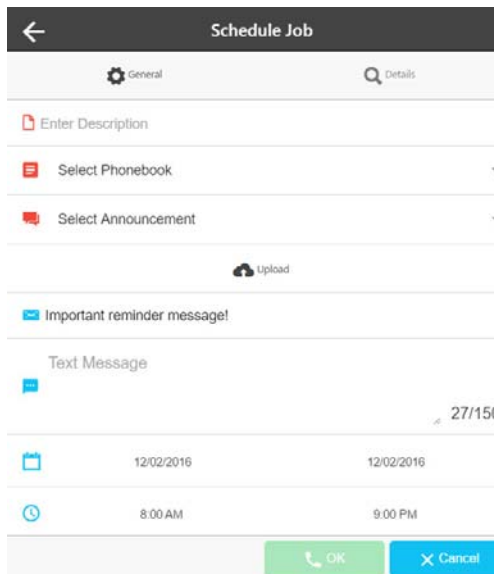 Schedule Job
General Details
Enter Description
Select Phonebook
Select Announcement
Upload
Important reminder message!
Text Message
27/150
12/02/2016 12/02/2016
8:00 AM 9:00 PM
OK Cancel